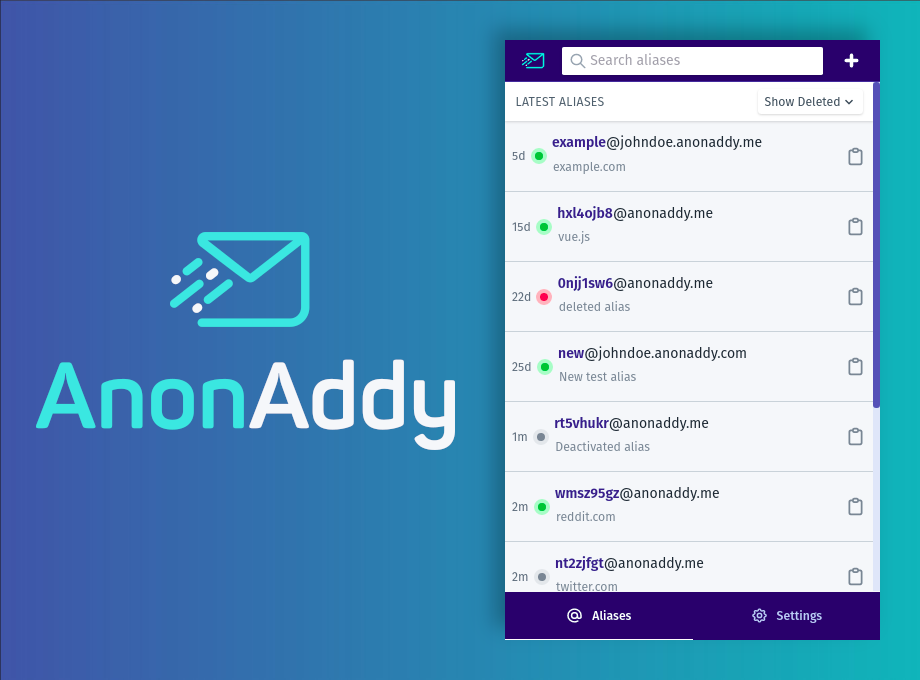 AnonAddy
Search aliases
LATEST ALIASES
Show Deleted
5d
example@johndoe.anonaddy.me
example.com
15d
hxl4ojb8@anonaddy.me
vue.js
22d
0njj1sw6@anonaddy.me
deleted alias
25d
new@johndoe.anonaddy.com
New test alias
1m
rt5vhukr@anonaddy.me
Deactivated alias
2m
wmsz95gz@anonaddy.me
reddit.com
2m
nt2zjfgt@anonaddy.me
twitter.com
Aliases
Settings